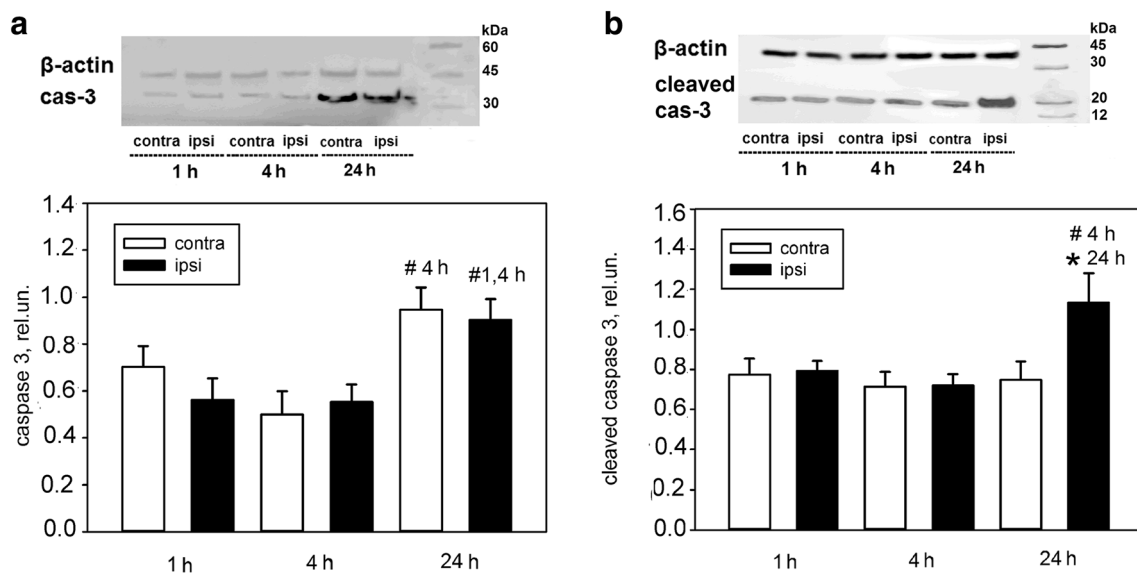 a
kDa
60
β-actin
45
cas-3
30
contra ipsi contra ipsi contra ipsi
1 h 4 h 24 h
1.4
1.2
1.0
0.8
0.6
0.4
0.2
0.0
caspase 3, rel.un.
contra
ipsi
# 4 h
#1,4 h
1 h 4 h 24 h
b
kDa
β-actin
45
30
cleaved
cas-3
20
12
contra ipsi contra ipsi contra ipsi
1 h 4 h 24 h
1.6
1.4
1.2
1.0
0.8
0.6
0.4
0.2
0.0
cleaved caspase 3, rel.un.
contra
ipsi
# 4 h
* 24 h
1 h 4 h 24 h